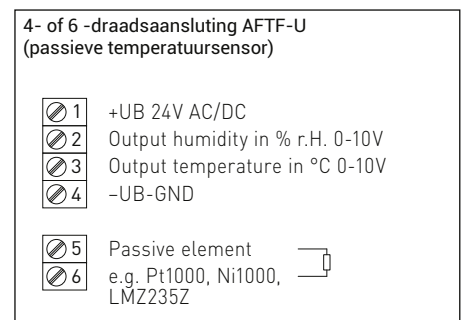 4- of 6 -draadsaansluting AFTF-U
(passieve temperatuursensor)
1 +UB 24V AC/DC
2 Output humidity in % r.H. 0-10V
3 Output temperature in °C 0-10V
4 –UB-GND
5 Passive element
6 e.g. Pt1000, Ni1000,
LMZ235Z